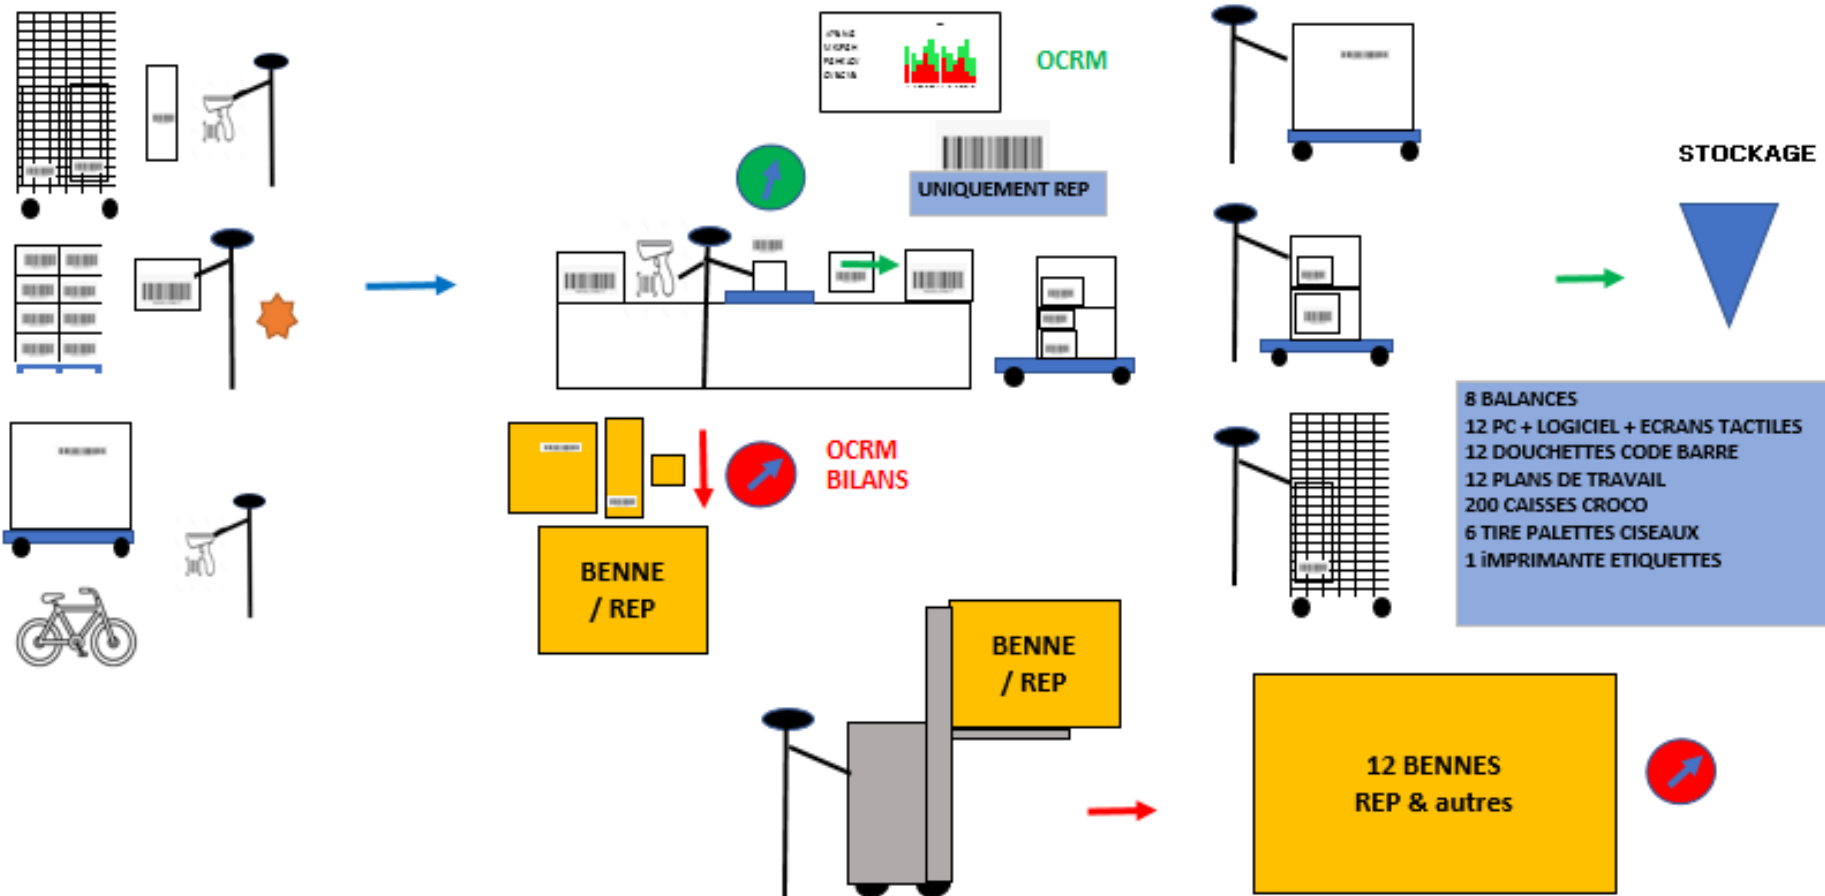 OCRM
UNIQUEMENT REP
STOCKAGE
OCRM
BILANS
BENNE
/ REP
BENNE
/ REP
8 BALANCES
12 PC + LOGICIEL + ECRANS TACTILES
12 DOUCHETTES CODE BARRE
12 PLANS DE TRAVAIL
200 CAISSES CROCO
6 TIRE PALETTES CISEAUX
1 iMPRIMANTE ETIQUETTES
12 BENNES
REP & autres